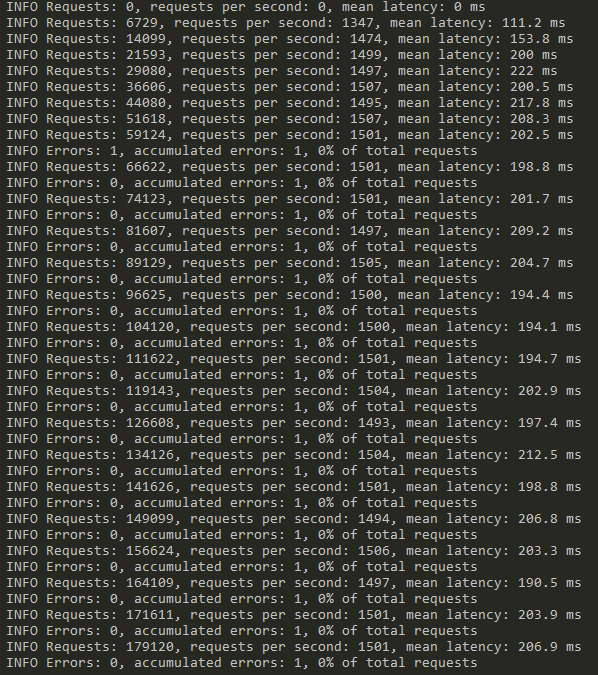 INFO Requests: 0, requests per second: 0, mean latency: 0 ms
INFO Requests: 6729, requests per second: 1347, mean latency: 111.2 ms
INFO Requests: 14099, requests per second: 1474, mean latency: 153.8 ms
INFO Requests: 21593, requests per second: 1499, mean latency: 200 ms
INFO Requests: 29080, requests per second: 1497, mean latency: 222 ms
INFO Requests: 36606, requests per second: 1507, mean latency: 200.5 ms
INFO Requests: 44080, requests per second: 1495, mean latency: 217.8 ms
INFO Requests: 51618, requests per second: 1507, mean latency: 208.3 ms
INFO Requests: 59124, requests per second: 1501, mean latency: 202.5 ms
INFO Errors: 1, accumulated errors: 1, 0% of total requests
INFO Requests: 66622, requests per second: 1501, mean latency: 198.8 ms
INFO Errors: 0, accumulated errors: 1, 0% of total requests
INFO Requests: 74123, requests per second: 1501, mean latency: 201.7 ms
INFO Errors: 0, accumulated errors: 1, 0% of total requests
INFO Requests: 81607, requests per second: 1497, mean latency: 209.2 ms
INFO Errors: 0, accumulated errors: 1, 0% of total requests
INFO Requests: 89129, requests per second: 1505, mean latency: 204.7 ms
INFO Errors: 0, accumulated errors: 1, 0% of total requests
INFO Requests: 96625, requests per second: 1500, mean latency: 194.4 ms
INFO Errors: 0, accumulated errors: 1, 0% of total requests
INFO Requests: 104120, requests per second: 1500, mean latency: 194.1 ms
INFO Errors: 0, accumulated errors: 1, 0% of total requests
INFO Requests: 111622, requests per second: 1501, mean latency: 194.7 ms
INFO Errors: 0, accumulated errors: 1, 0% of total requests
INFO Requests: 119143, requests per second: 1504, mean latency: 202.9 ms
INFO Errors: 0, accumulated errors: 1, 0% of total requests
INFO Requests: 126608, requests per second: 1493, mean latency: 197.4 ms
INFO Errors: 0, accumulated errors: 1, 0% of total requests
INFO Requests: 134126, requests per second: 1504, mean latency: 212.5 ms
INFO Errors: 0, accumulated errors: 1, 0% of total requests
INFO Requests: 141626, requests per second: 1501, mean latency: 198.8 ms
INFO Errors: 0, accumulated errors: 1, 0% of total requests
INFO Requests: 149099, requests per second: 1494, mean latency: 206.8 ms
INFO Errors: 0, accumulated errors: 1, 0% of total requests
INFO Requests: 156624, requests per second: 1506, mean latency: 203.3 ms
INFO Errors: 0, accumulated errors: 1, 0% of total requests
INFO Requests: 164109, requests per second: 1497, mean latency: 190.5 ms
INFO Errors: 0, accumulated errors: 1, 0% of total requests
INFO Requests: 171611, requests per second: 1501, mean latency: 203.9 ms
INFO Errors: 0, accumulated errors: 1, 0% of total requests
INFO Requests: 179120, requests per second: 1501, mean latency: 206.9 ms
INFO Errors: 0, accumulated errors: 1, 0% of total requests